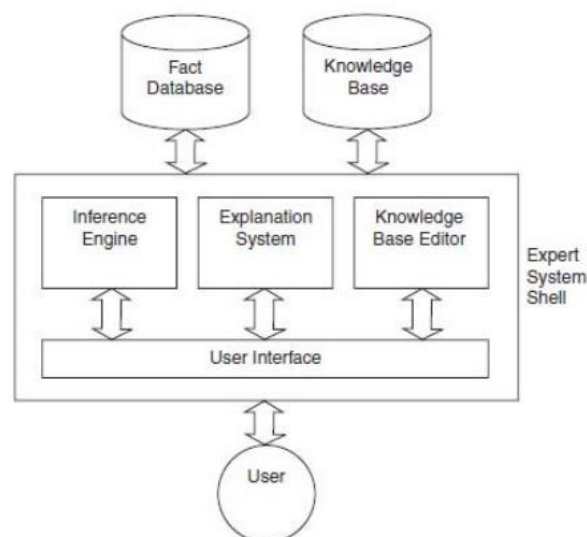 Fact
Database
Knowledge
Base
Inference
Engine
Explanation
System
Knowledge
Base Editor
Expert
System
Shell
User Interface
User